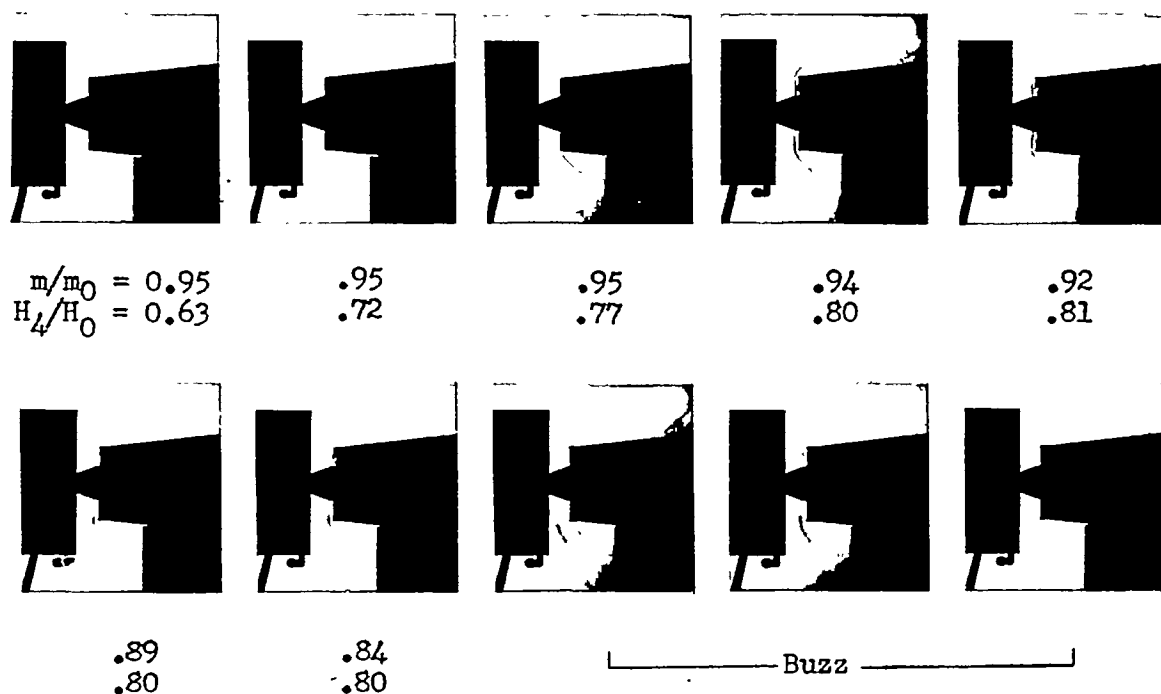 m/m0 = 0.95 .95 .95 .94 .92
H4/H0 = 0.63 .72 .77 .80 .81
.89 .84 Buzz
.80 .80